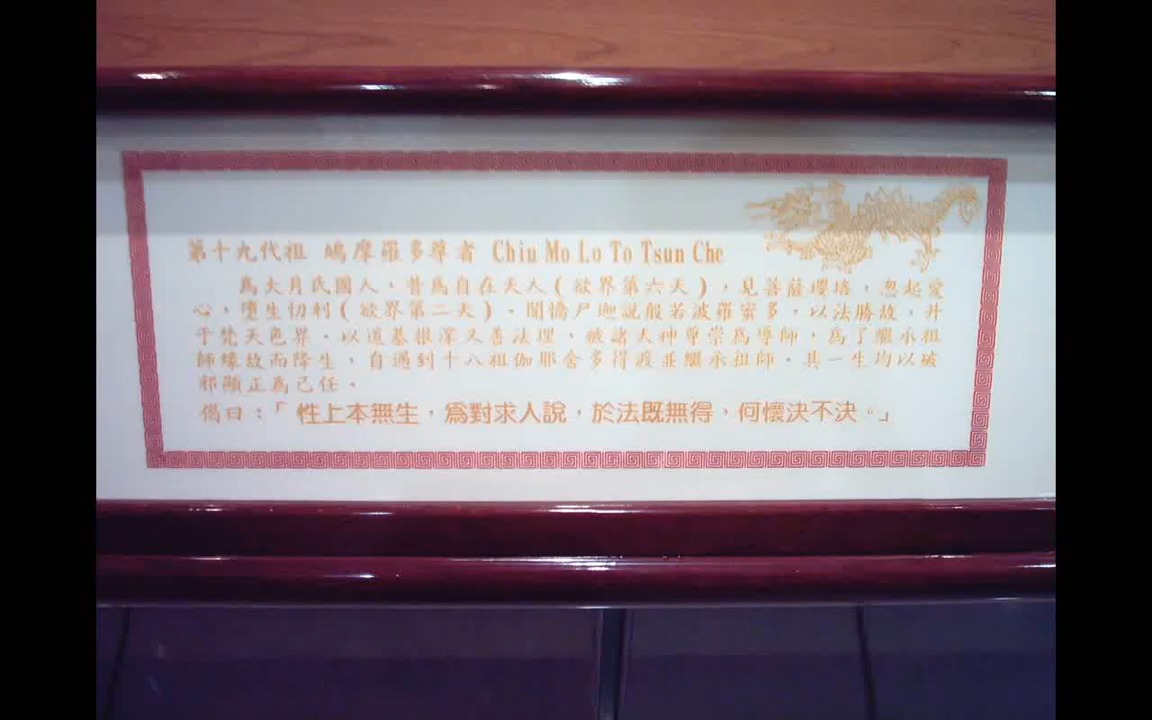 第十九代祖 鳩摩羅多尊者 Chiu Mo Lo To Tsun Che
為大月氏國人、昔為自在天人(欲界第六天),見菩薩瓔珞,忽起愛
心,墮生忉利(欲界第二天)。聞憍尸迦說般若波羅蜜多,以法勝故,升
于梵天色界。以道基根深又善法理,被諸天神尊崇為導師,為了繼承祖
師緣故而降生,自遇到十八祖伽耶舍多得渡並繼承祖師。其一生均以破
邪顯正為己任。
偈曰:「性上本無生,為對求人說,於法既無得,何懷決不決。」